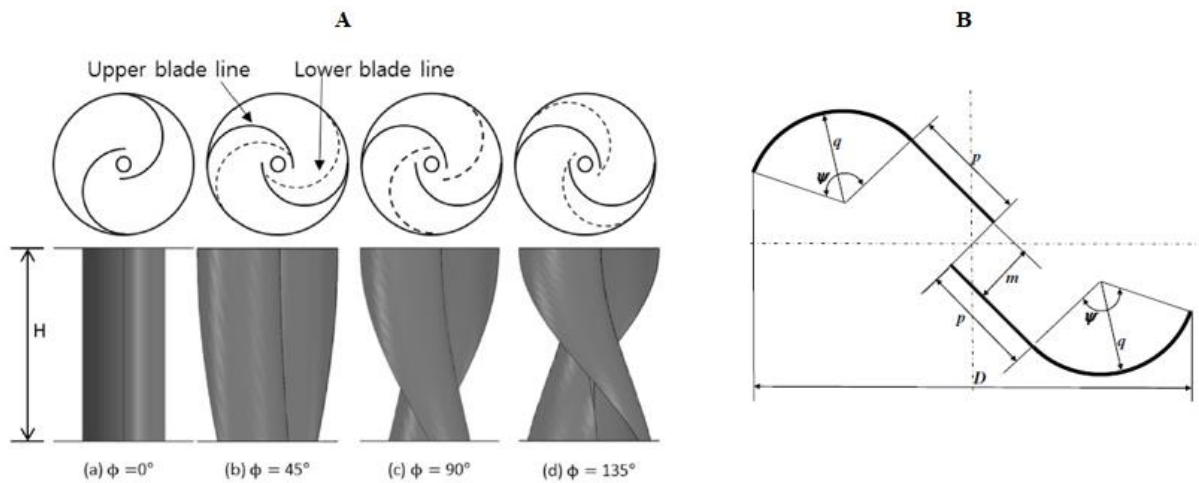 A
B
Upper blade line
Lower blade line
H
(a) ϕ =0°
(b) ϕ = 45°
(c) ϕ = 90°
(d) ϕ = 135°
q
ψ
p
m
p
ψ
q
D